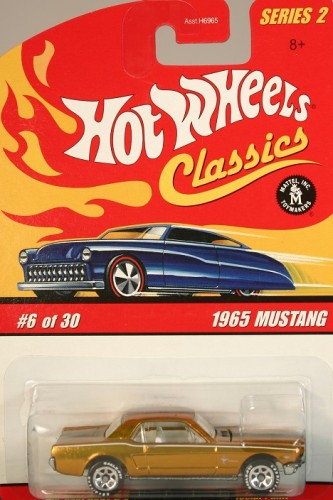 Asst.H6965
SERIES 2
8+
Hot Wheels
Classics
MATTEL, INC.
M
TOYMAKERS
#6 of 30
1965 MUSTANG